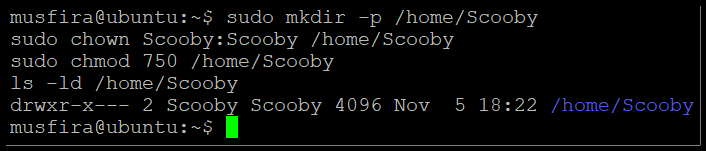 musfira@ubuntu:~$ sudo mkdir -p /home/Scooby
sudo chown Scooby:Scooby /home/Scooby
sudo chmod 750 /home/Scooby
ls -ld /home/Scooby
drwxr-x--- 2 Scooby Scooby 4096 Nov  5 18:22 /home/Scooby
musfira@ubuntu:~$